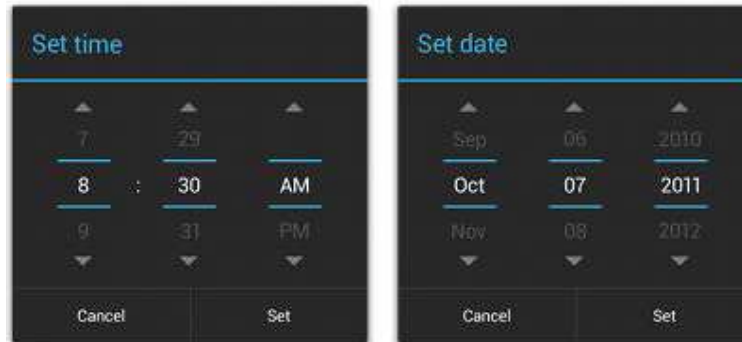 Set time
7 29
8 : 30 AM
9 31 PM
Cancel Set
Set date
Sep 06 2010
Oct 07 2011
Nov 08 2012
Cancel Set